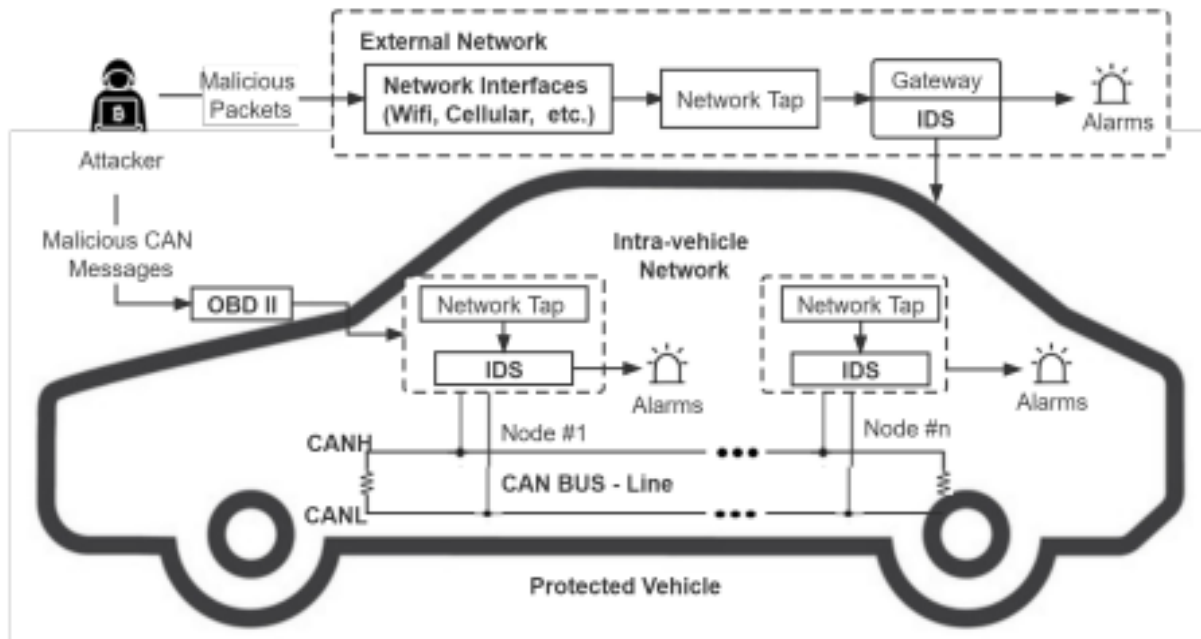 External Network
Malicious
Packets
Network Interfaces
(Wifi, Cellular, etc.)
Network Tap
Gateway
IDS
Alarms
Attacker
Malicious CAN
Messages
OBD II
Intra-vehicle
Network
Network Tap
IDS
Alarms
Node #1
Network Tap
IDS
Alarms
Node #n
CANH
CAN BUS - Line
CANL
Protected Vehicle